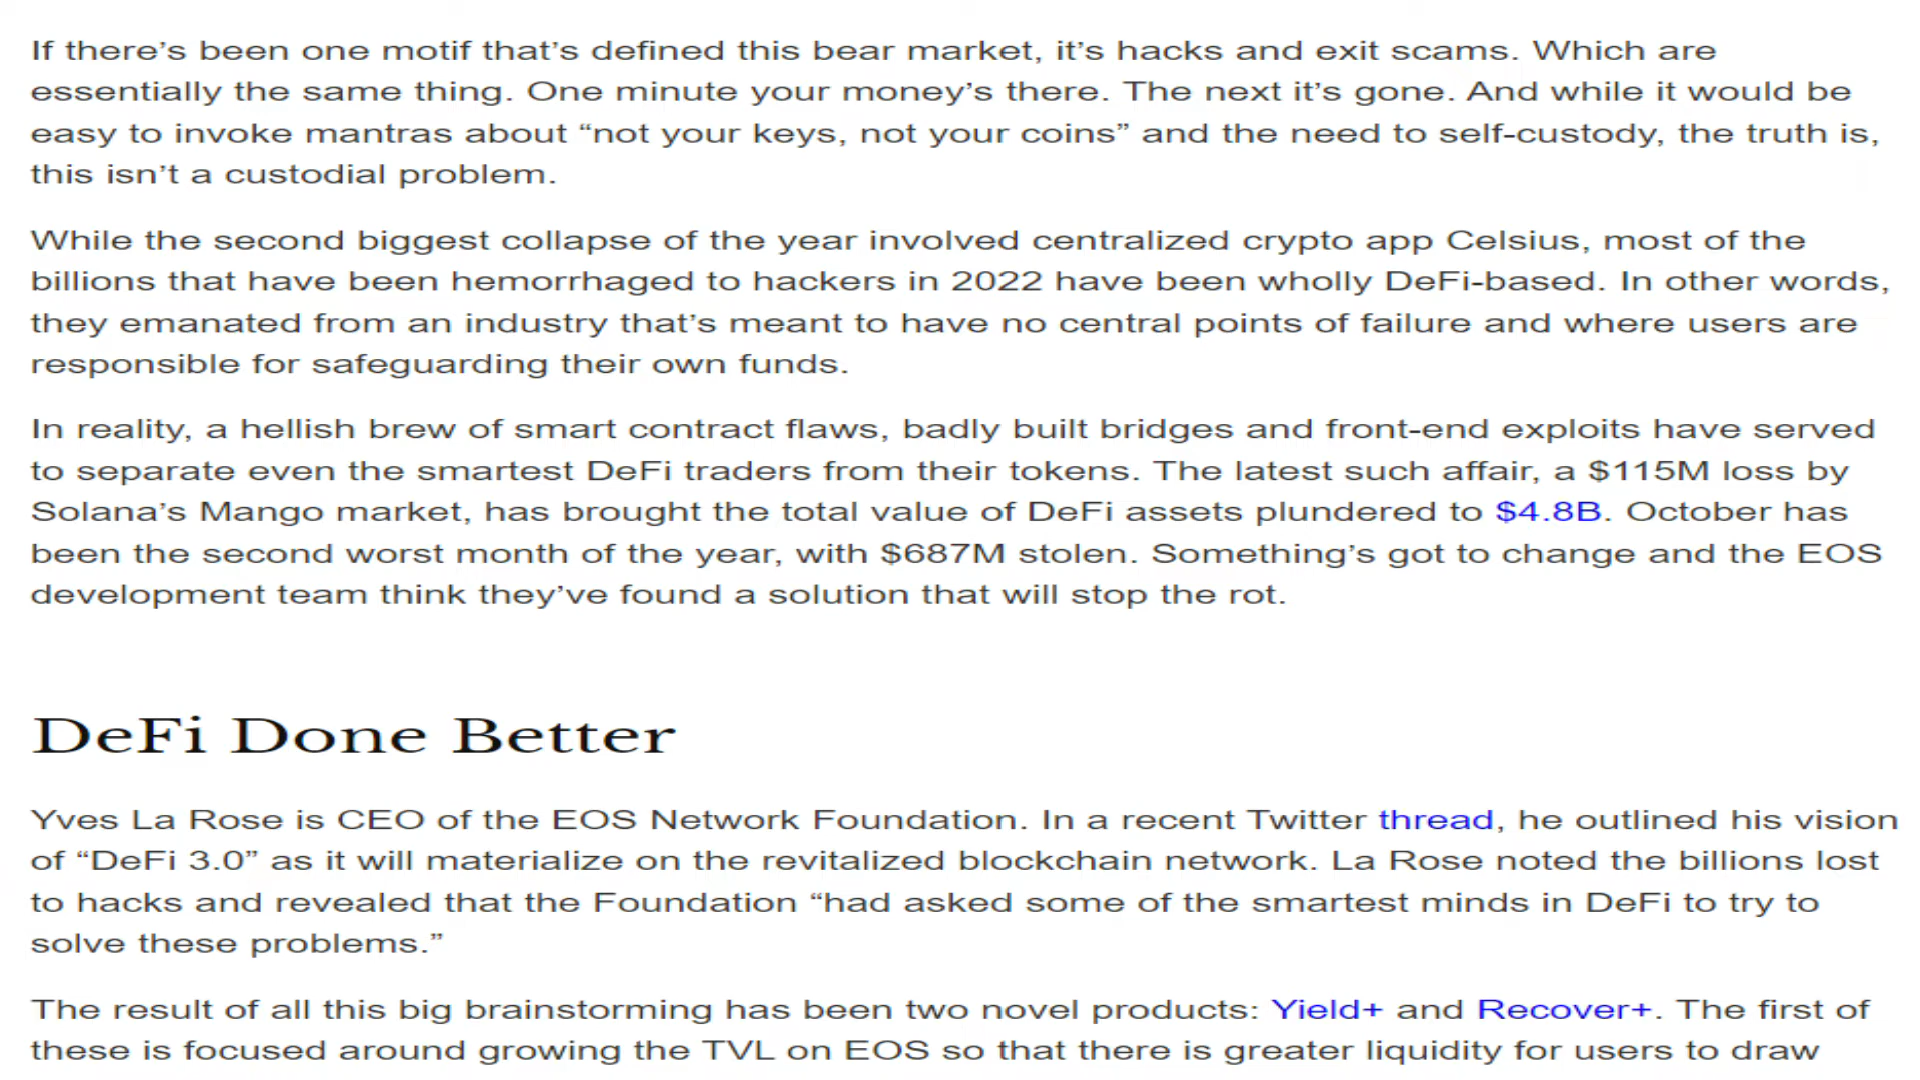 If there’s been one motif that’s defined this bear market, it’s hacks and exit scams. Which are
essentially the same thing. One minute your money’s there. The next it’s gone. And while it would be
easy to invoke mantras about “not your keys, not your coins” and the need to self-custody, the truth is,
this isn’t a custodial problem.
While the second biggest collapse of the year involved centralized crypto app Celsius, most of the
billions that have been hemorrhaged to hackers in 2022 have been wholly DeFi-based. In other words,
they emanated from an industry that’s meant to have no central points of failure and where users are
responsible for safeguarding their own funds.
In reality, a hellish brew of smart contract flaws, badly built bridges and front-end exploits have served
to separate even the smartest DeFi traders from their tokens. The latest such affair, a $115M loss by
Solana’s Mango market, has brought the total value of DeFi assets plundered to $4.8B. October has
been the second worst month of the year, with $687M stolen. Something’s got to change and the EOS
development team think they’ve found a solution that will stop the rot.
DeFi Done Better
Yves La Rose is CEO of the EOS Network Foundation. In a recent Twitter thread, he outlined his vision
of “DeFi 3.0” as it will materialize on the revitalized blockchain network. La Rose noted the billions lost
to hacks and revealed that the Foundation “had asked some of the smartest minds in DeFi to try to
solve these problems.”
The result of all this big brainstorming has been two novel products: Yield+ and Recover+. The first of
these is focused around growing the TVL on EOS so that there is greater liquidity for users to draw